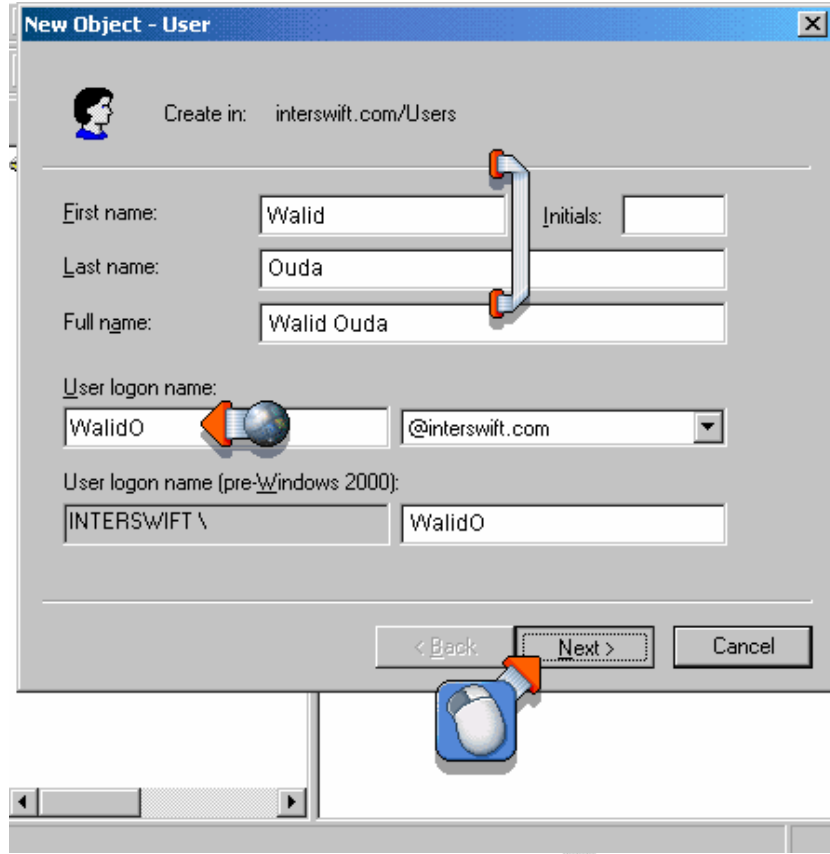 New Object - User
Create in: interswift.com/Users
First name: Walid Initials:
Last name: Ouda
Full name: Walid Ouda
User logon name:
WalidO @interswift.com
User logon name (pre-Windows 2000):
INTERSWIFT \ WalidO
< Back Next > Cancel